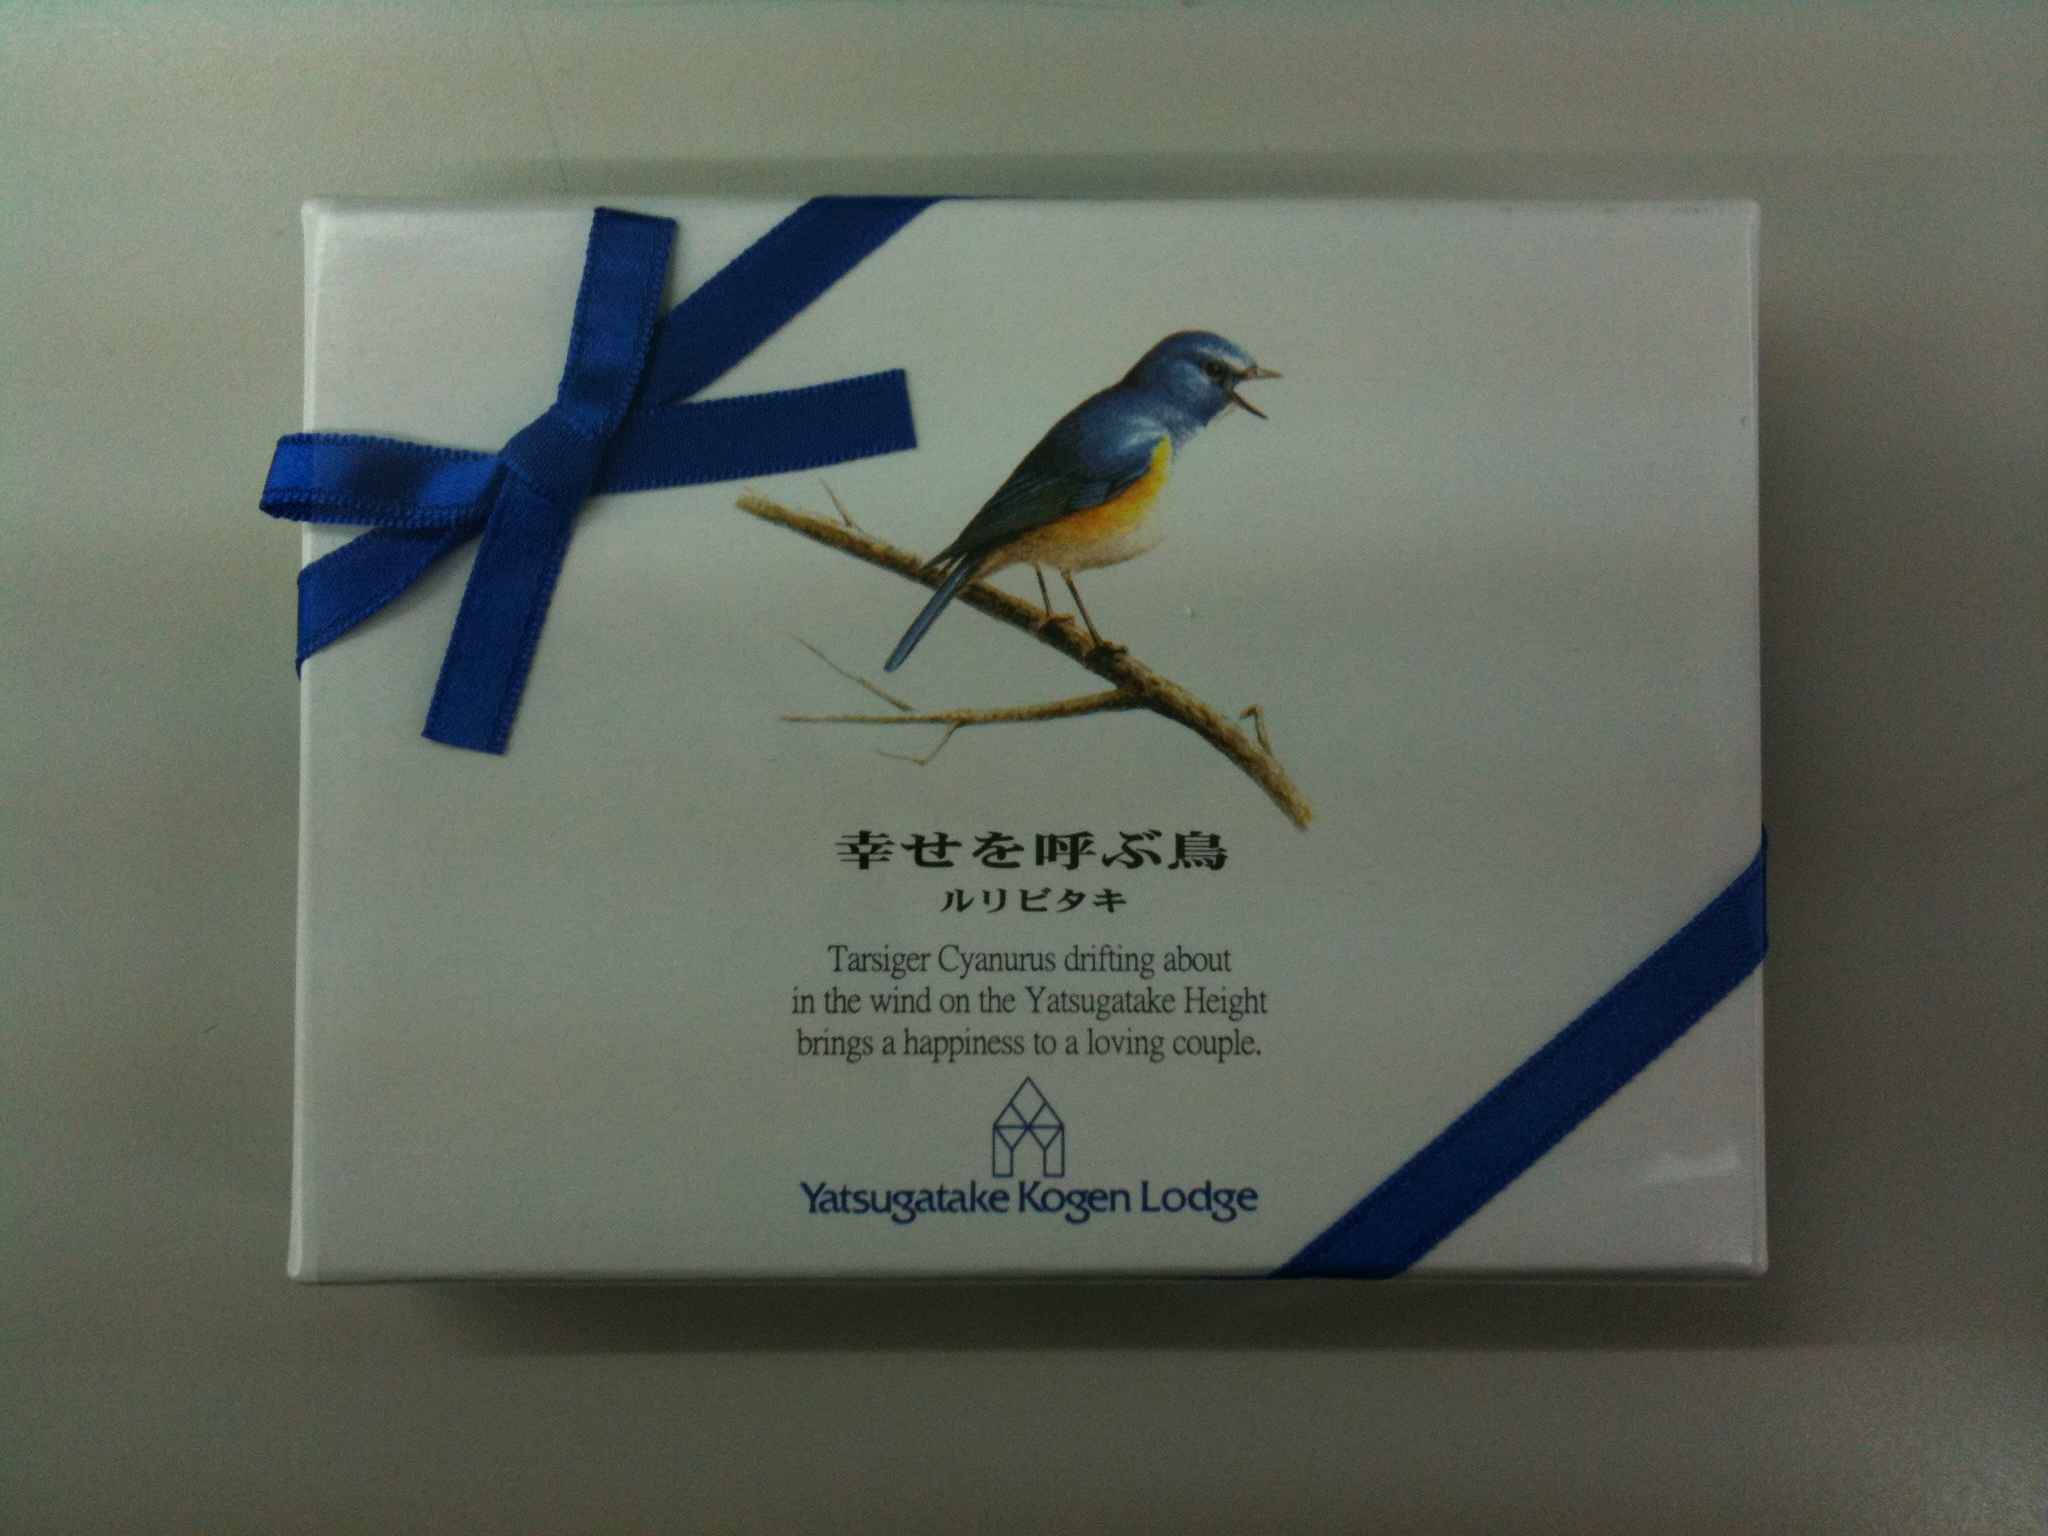 幸せを呼ぶ鳥
ルリビタキ
Tarsiger Cyanurus drifting about
in the wind on the Yatsugatake Height
brings a happiness to a loving couple.
Yatsugatake Kogen Lodge